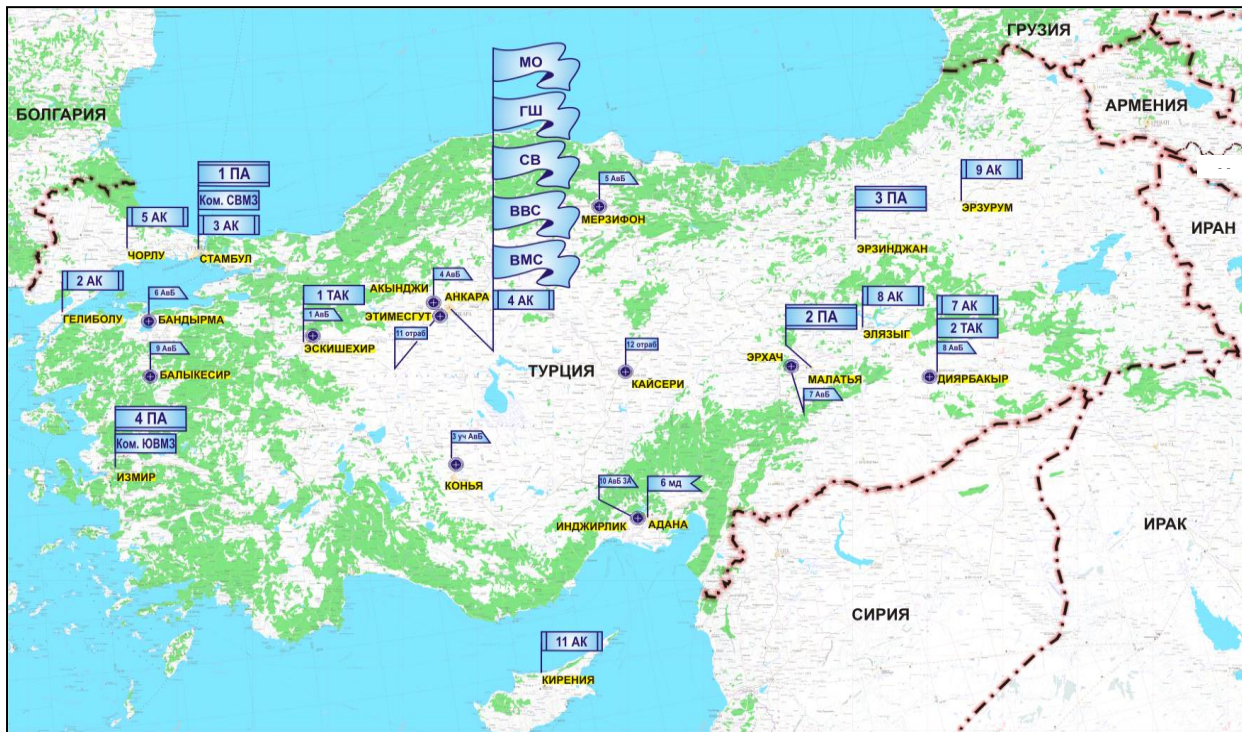 ГРУЗИЯ
БОЛГАРИЯ
АРМЕНИЯ
ИРАН
МО
ГШ
СВ
ВВС
ВМС
4 АК
АНКАРА
1 ПА
Ком. СВМЗ
3 АК
СТАМБУЛ
5 АК
ЧОРЛУ
2 АК
ГЕЛИБОЛУ
6 АвБ
БАНДЫРМА
9 АвБ
БАЛЫКЕСИР
1 ТАК
1 АвБ
ЭСКИШЕХИР
4 АвБ
АКЫНДЖИ
ЭТИМЕСГУТ
11 отраб
5 АвБ
МЕРЗИФОН
9 АК
ЭРЗУРУМ
3 ПА
ЭРЗИНДЖАН
8 АК
ЭЛЯЗЫГ
7 АК
2 ТАК
8 АвБ
ДИЯРБАКЫР
2 ПА
ЭРХАЧ
МАЛАТЬЯ
7 АвБ
12 отраб
КАЙСЕРИ
ТУРЦИЯ
4 ПА
Ком. ЮВМЗ
ИЗМИР
3 уч АвБ
КОНЬЯ
10 АвБ ЗА
6 мд
ИНДЖИРЛИК
АДАНА
ИРАК
СИРИЯ
11 АК
КИРЕНИЯ